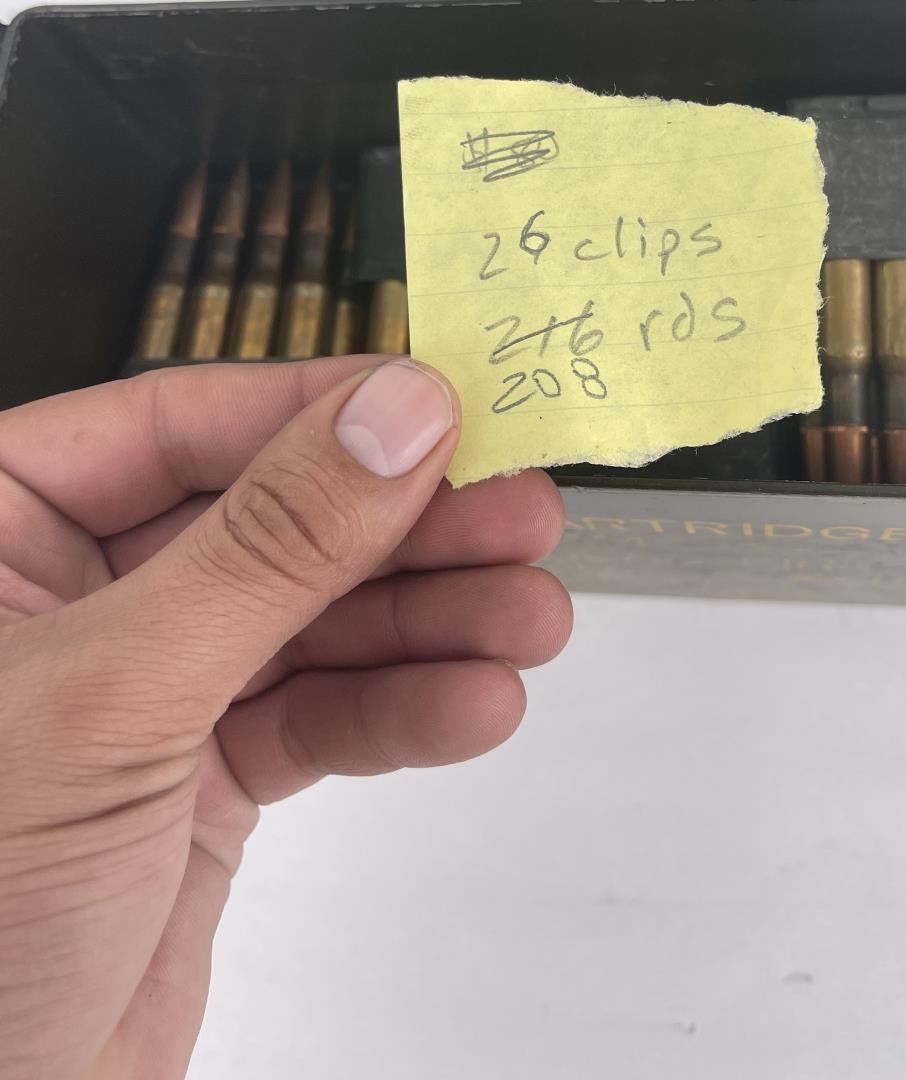 26 clips
216 rds
208
ARTRIDGE